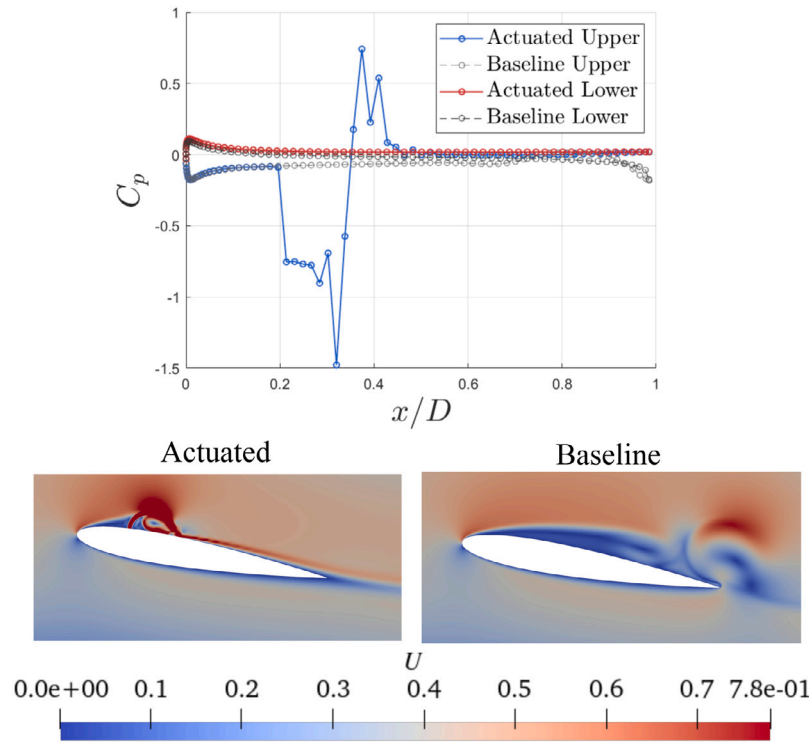 1
0.5
0
-0.5
-1
-1.5
C_p
Actuated Upper
Baseline Upper
Actuated Lower
Baseline Lower
0 0.2 0.4 0.6 0.8 1
x/D
Actuated Baseline
U
0.0e+00 0.1 0.2 0.3 0.4 0.5 0.6 0.7 7.8e-01